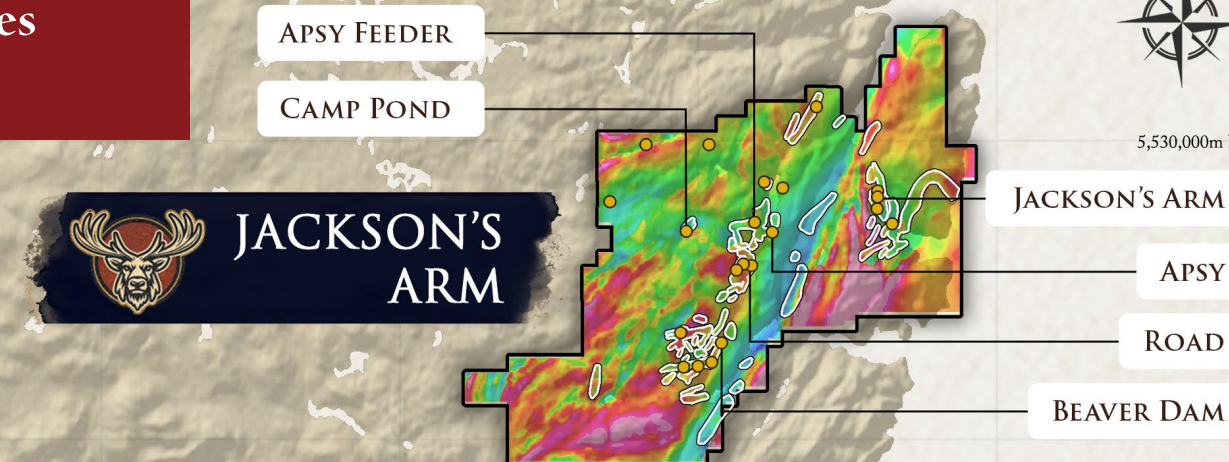 es
APSY FEEDER
CAMP POND
5,530,000m
JACKSON'S
ARM
JACKSON'S ARM
APSY
ROAD
BEAVER DAM